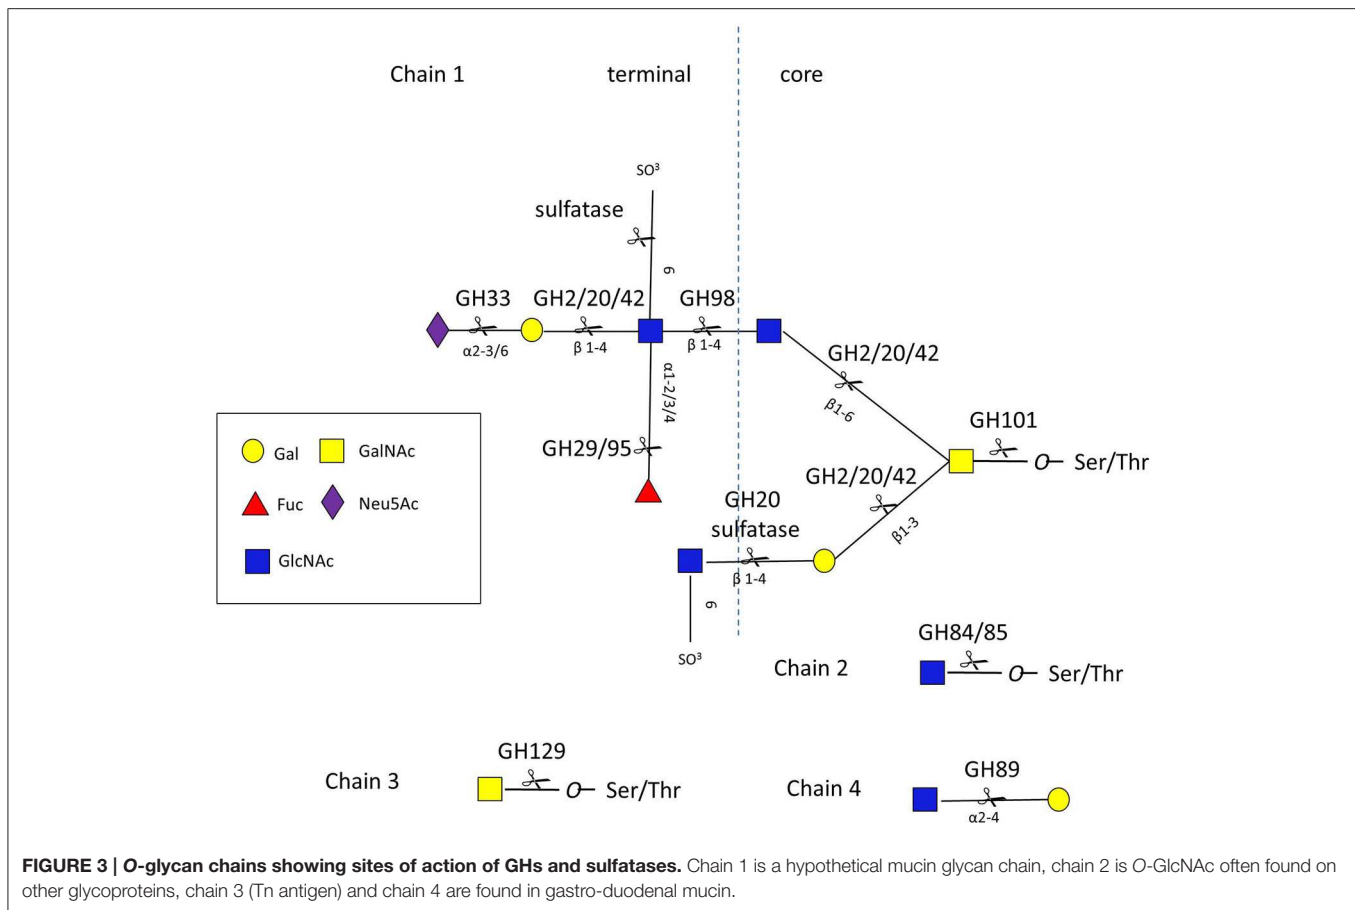 Chain 1 terminal core
SO³
sulfatase
6
GH33 GH2/20/42 GH98
α2-3/6 β 1-4 β 1-4
GH2/20/42
β1-6
α1-2/3/4
GH29/95
GH101
O Ser/Thr
GH2/20/42
β1-3
GH20
sulfatase
β 1-4
6
SO³
Gal GalNAc
Fuc Neu5Ac
GlcNAc
Chain 2
GH84/85
O Ser/Thr
Chain 3
GH129
O Ser/Thr
Chain 4
GH89
α2-4
FIGURE 3 | O-glycan chains showing sites of action of GHs and sulfatases. Chain 1 is a hypothetical mucin glycan chain, chain 2 is O-GlcNAc often found on
other glycoproteins, chain 3 (Tn antigen) and chain 4 are found in gastro-duodenal mucin.